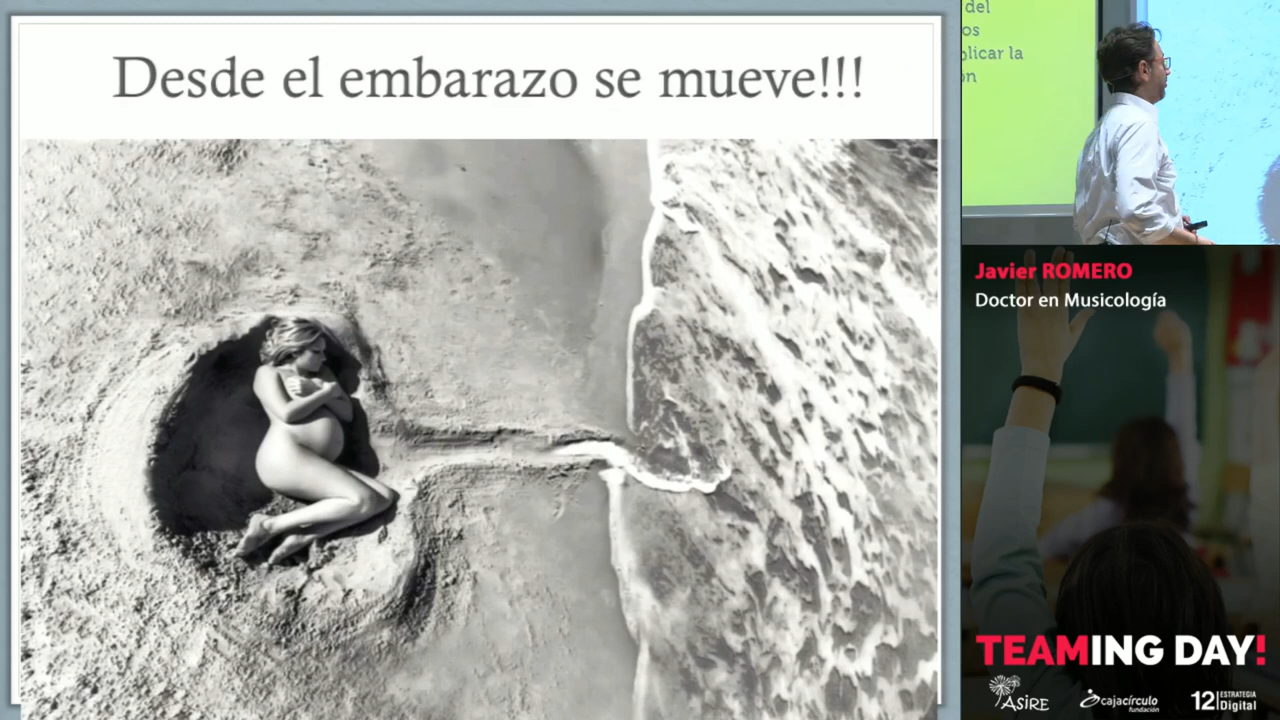 Desde el embarazo se mueve!!!
del
os
plicar la
ón
Javier ROMERO
Doctor en Musicología
TEAMING DAY!
ASIRE
cajacírculo
fundación
12 ESTRATEGIA
Digital